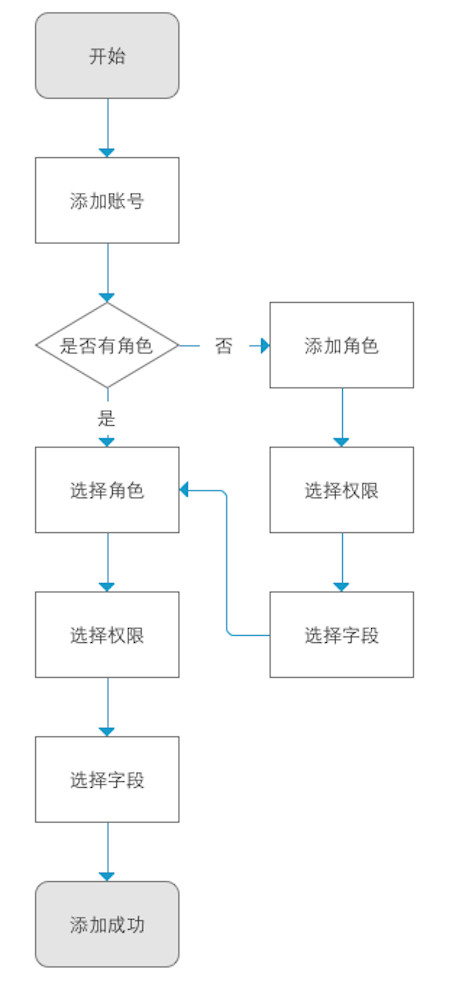 开始
添加账号
是否有角色
否
添加角色
是
选择角色
选择权限
选择权限
选择字段
选择字段
添加成功